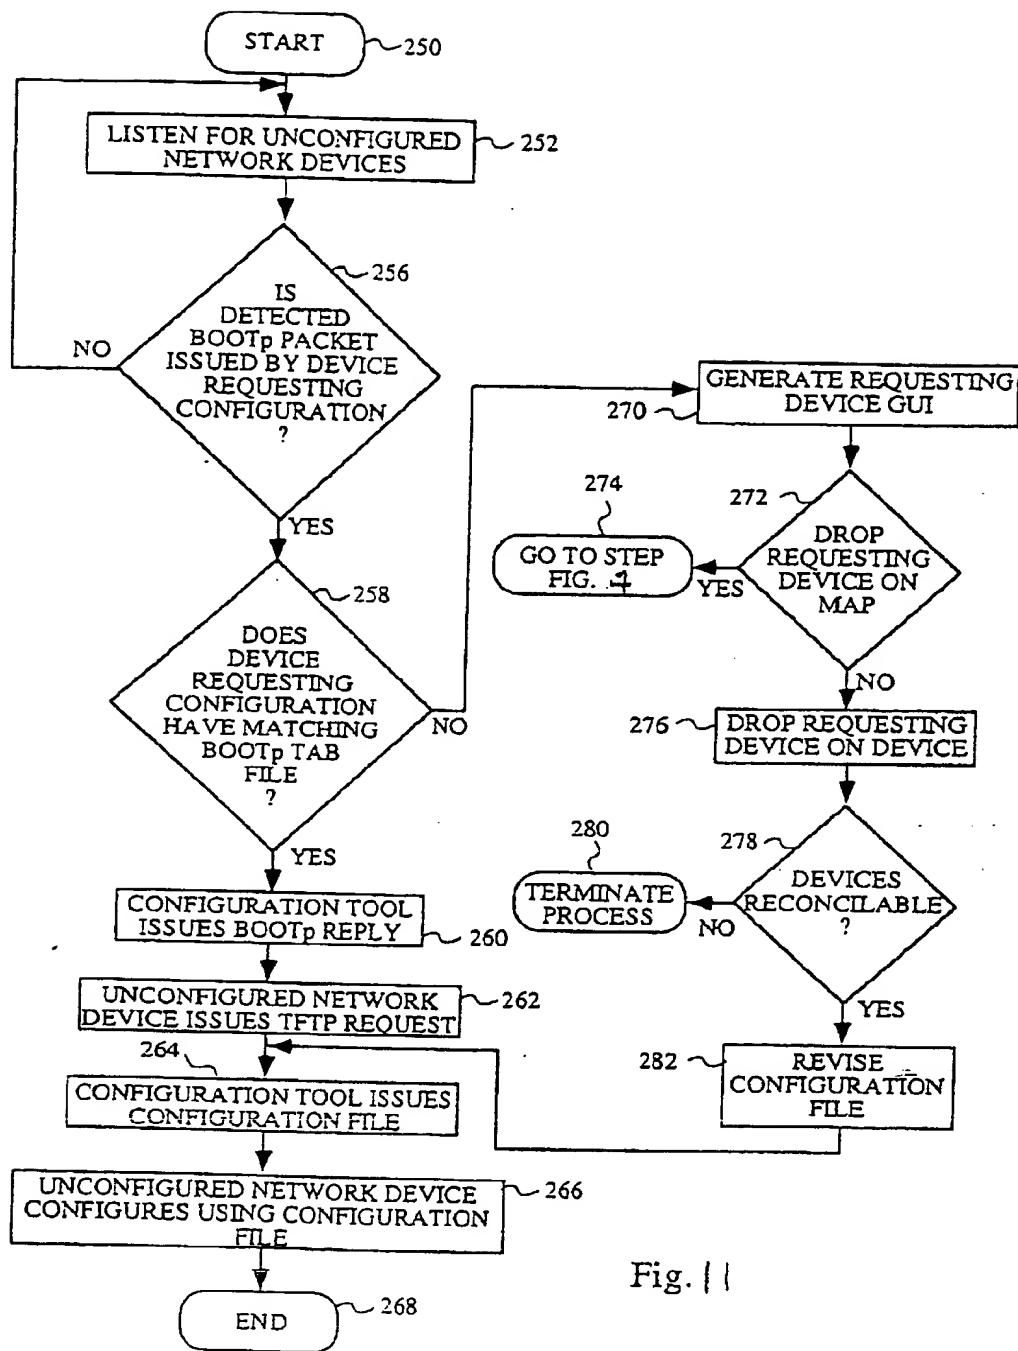 START
250
LISTEN FOR UNCONFIGURED
NETWORK DEVICES
252
256
IS
DETECTED
BOOTp PACKET
ISSUED BY DEVICE
REQUESTING
CONFIGURATION
?
NO
YES
258
DOES
DEVICE
REQUESTING
CONFIGURATION
HAVE MATCHING
BOOTp TAB
FILE
?
NO
YES
CONFIGURATION TOOL
ISSUES BOOTp REPLY
260
UNCONFIGURED NETWORK
DEVICE ISSUES TFTP REQUEST
262
264
CONFIGURATION TOOL ISSUES
CONFIGURATION FILE
UNCONFIGURED NETWORK DEVICE
CONFIGURES USING CONFIGURATION
FILE
266
END
268
GENERATE REQUESTING
DEVICE GUI
270
272
DROP
REQUESTING
DEVICE ON
MAP
YES
274
GO TO STEP
FIG. 7
NO
276
DROP REQUESTING
DEVICE ON DEVICE
278
DEVICES
RECONCILABLE
?
NO
280
TERMINATE
PROCESS
YES
282
REVISE
CONFIGURATION
FILE
Fig. 11